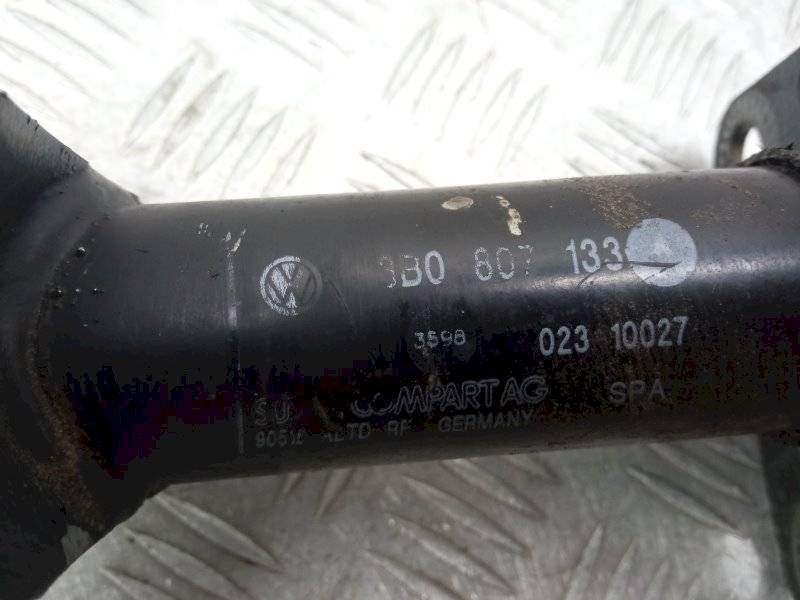 3B0 807 133
3598 023 10027
COMPART AG SPA
GERMANY